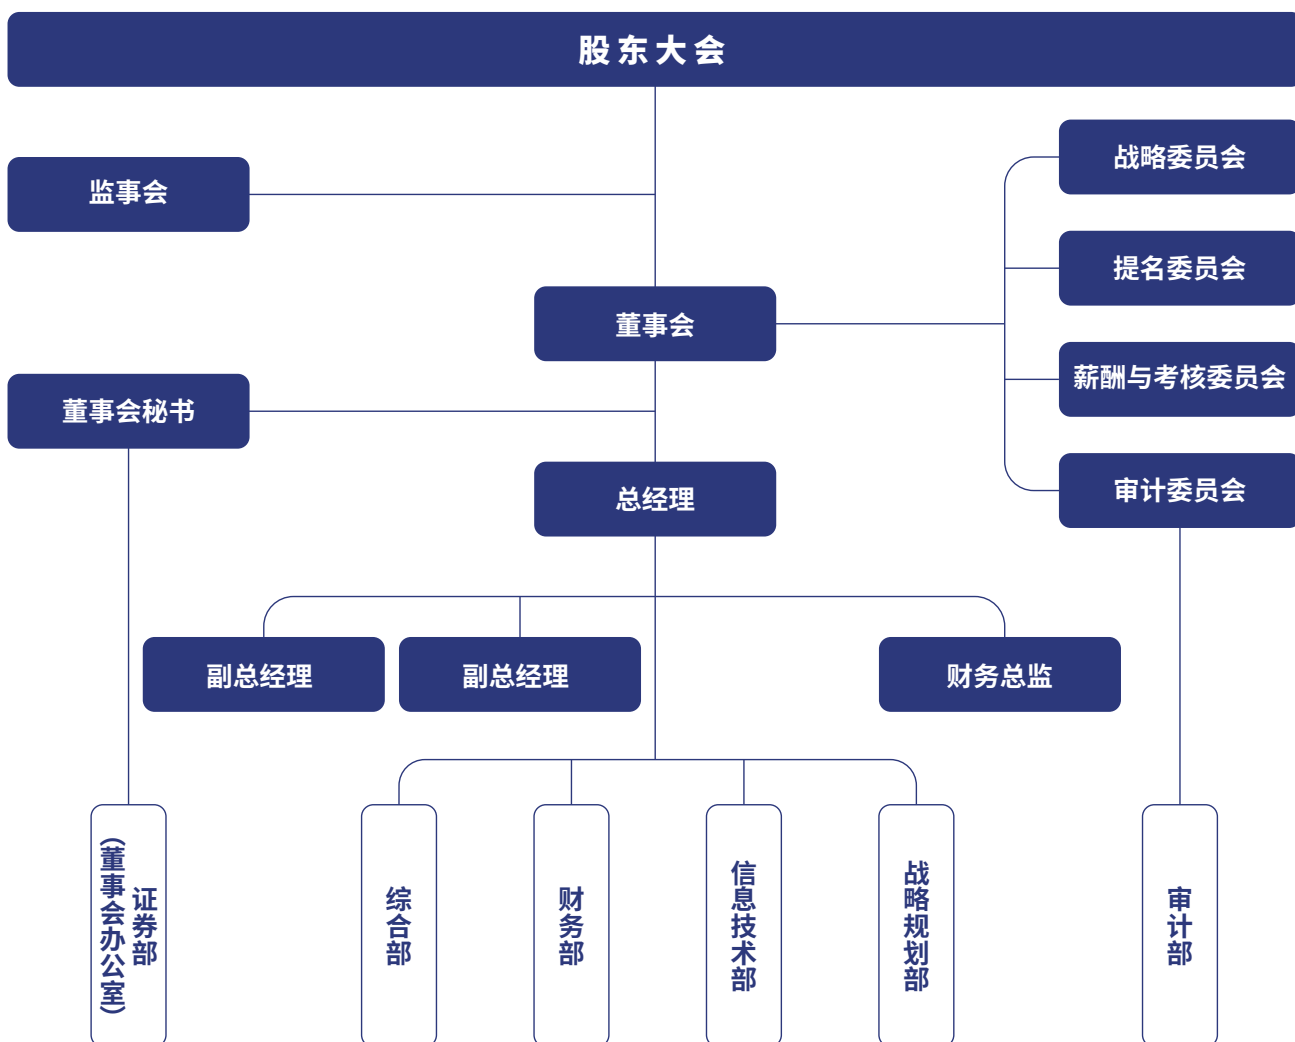 股东大会
监事会
战略委员会
提名委员会
董事会
薪酬与考核委员会
董事会秘书
总经理
审计委员会
副总经理
副总经理
财务总监
证券部
（董事会办公室）
综合部
财务部
信息技术部
战略规划部
审计部